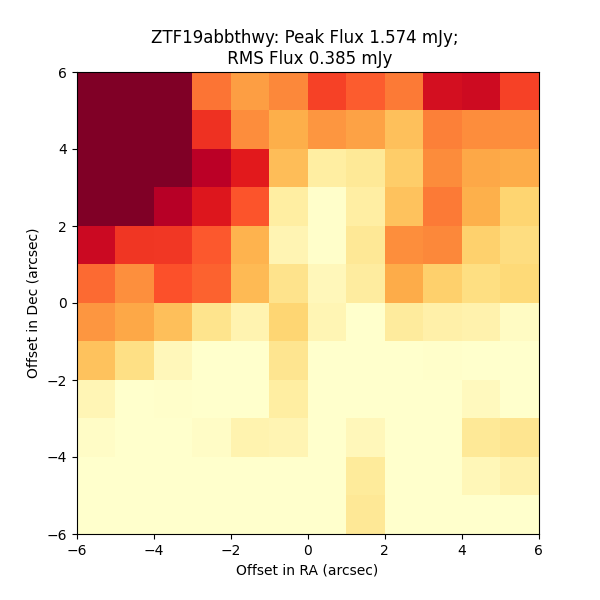 ZTF19abbthwy: Peak Flux 1.574 mJy;
RMS Flux 0.385 mJy
6
4
2
0
−2
−4
−6
Offset in Dec (arcsec)
−6 −4 −2 0 2 4 6
Offset in RA (arcsec)